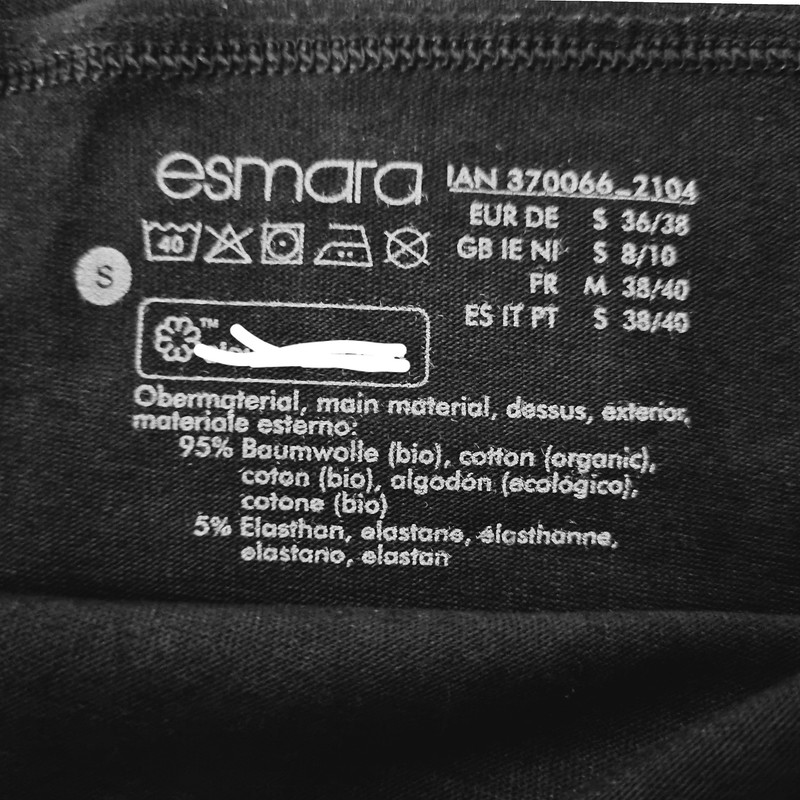 esmara
IAN 370066_2104
EUR DE S 36/38
GB IE NI S 8/10
FR M 38/40
ES IT PT S 38/40
40
S
TM
Obermaterial, main material, dessus, exterior,
materiale esterno:
95% Baumwolle (bio), cotton (organic),
coton (bio), algodón (ecológico),
cotone (bio)
5% Elasthan, elastane, élasthanne,
elastano, elastan